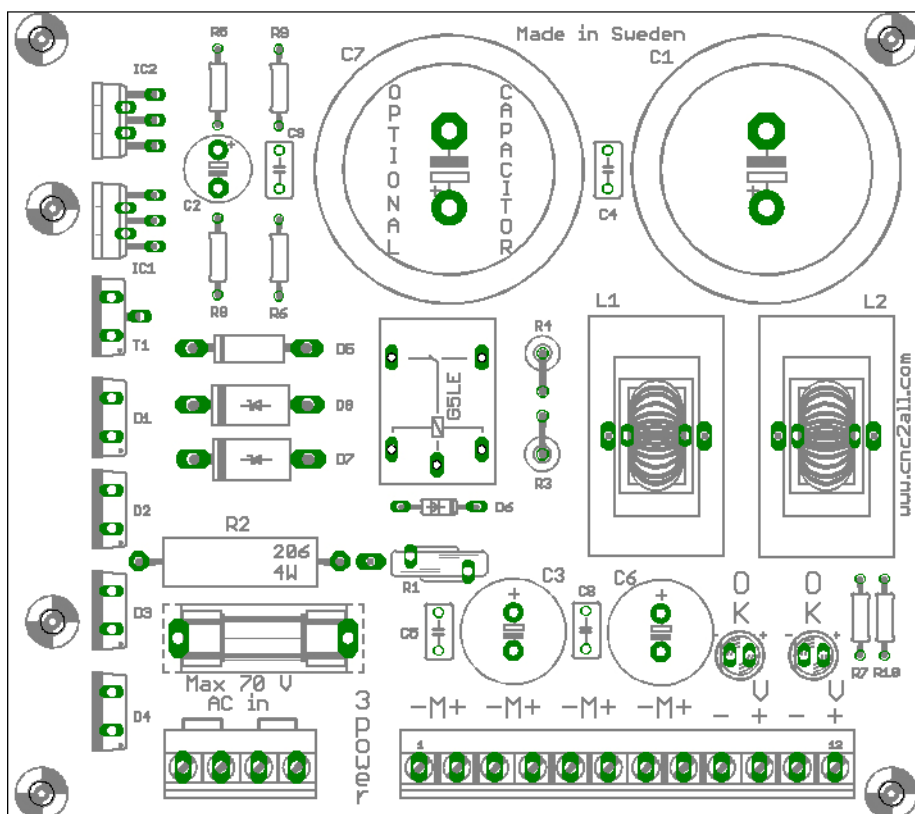 R5
R9
C7
Made in Sweden
C1
IC2
OPTIONAL
CAPACITOR
C9
C2
C4
IC1
R8
R6
L1
L2
T1
D5
R4
G5LE
D8
D1
D7
R3
www.cnc2all.com
D2
D6
R2
206
4W
R1
C3
C6
OK
OK
D3
C5
C8
R7
R10
Max 70 V
AC in
D4
3 power
-M+
-M+
-M+
-M+
- +
V
- +
V
1
12